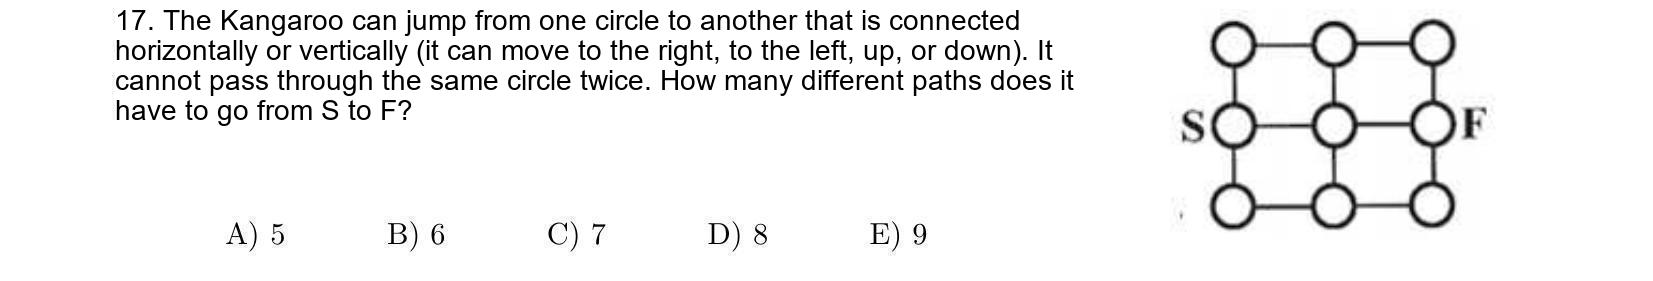 17. The Kangaroo can jump from one circle to another that is connected
horizontally or vertically (it can move to the right, to the left, up, or down). It
cannot pass through the same circle twice. How many different paths does it
have to go from S to F?
S
F
A) 5
B) 6
C) 7
D) 8
E) 9